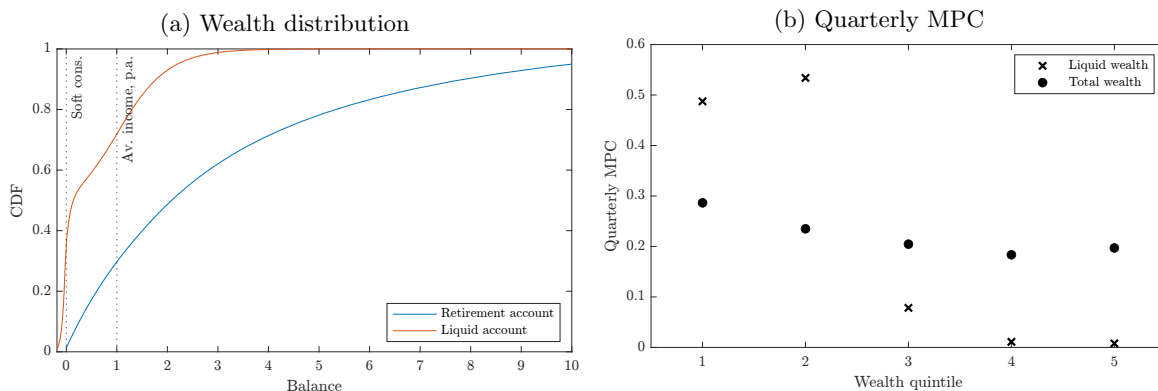 (a) Wealth distribution
1
0.8
0.6
0.4
0.2
0
CDF
Soft cons.
Av. income, p.a.
Retirement account
Liquid account
0 1 2 3 4 5 6 7 8 9 10
Balance
(b) Quarterly MPC
0.6
0.5
0.4
0.3
0.2
0.1
0
Quarterly MPC
Liquid wealth
Total wealth
1 2 3 4 5
Wealth quintile